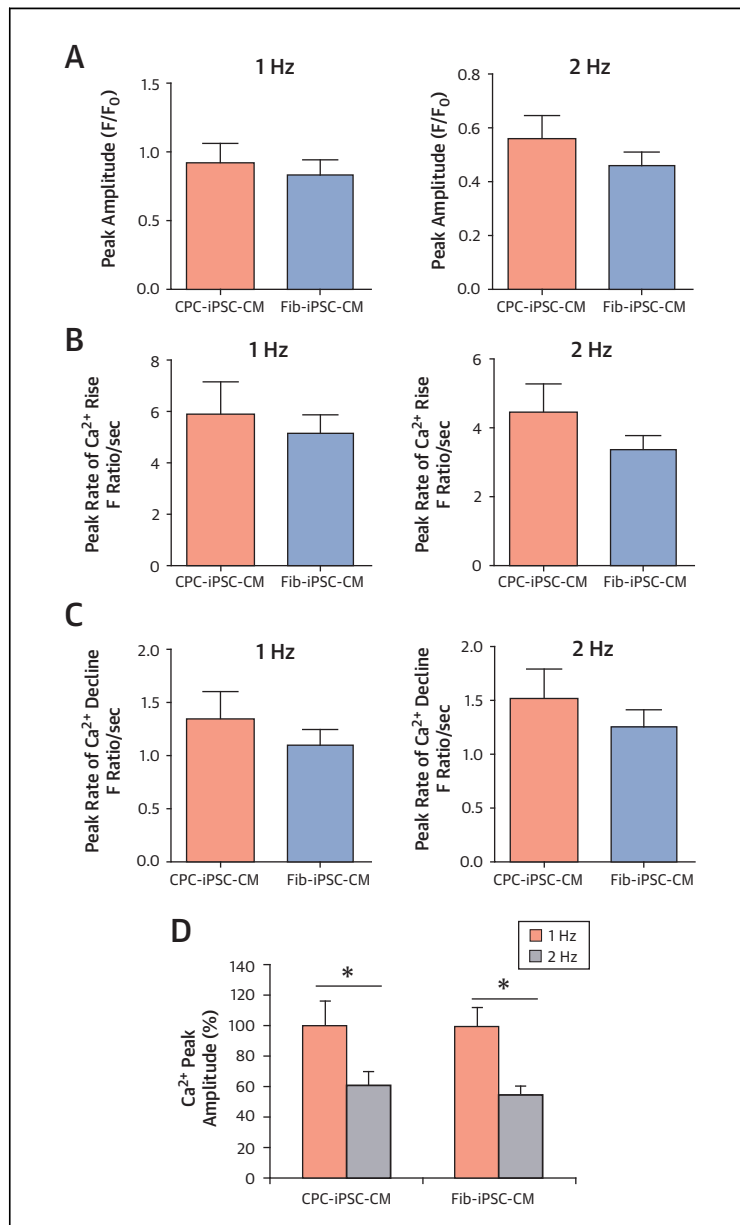 A
1 Hz
2 Hz
Peak Amplitude (F/F₀)
1.5
1.0
0.5
0.0
CPC-iPSC-CM
Fib-iPSC-CM
Peak Amplitude (F/F₀)
0.8
0.6
0.4
0.2
0.0
CPC-iPSC-CM
Fib-iPSC-CM
B
1 Hz
2 Hz
Peak Rate of Ca²⁺ Rise
F Ratio/sec
8
6
4
2
0
CPC-iPSC-CM
Fib-iPSC-CM
Peak Rate of Ca²⁺ Rise
F Ratio/sec
6
4
2
0
CPC-iPSC-CM
Fib-iPSC-CM
C
1 Hz
2 Hz
Peak Rate of Ca²⁺ Decline
F Ratio/sec
2.0
1.5
1.0
0.5
0.0
CPC-iPSC-CM
Fib-iPSC-CM
Peak Rate of Ca²⁺ Decline
F Ratio/sec
2.0
1.5
1.0
0.5
0.0
CPC-iPSC-CM
Fib-iPSC-CM
D
1 Hz
2 Hz
Ca²⁺ Peak
Amplitude (%)
140
120
100
80
60
40
20
0
*
*
CPC-iPSC-CM
Fib-iPSC-CM